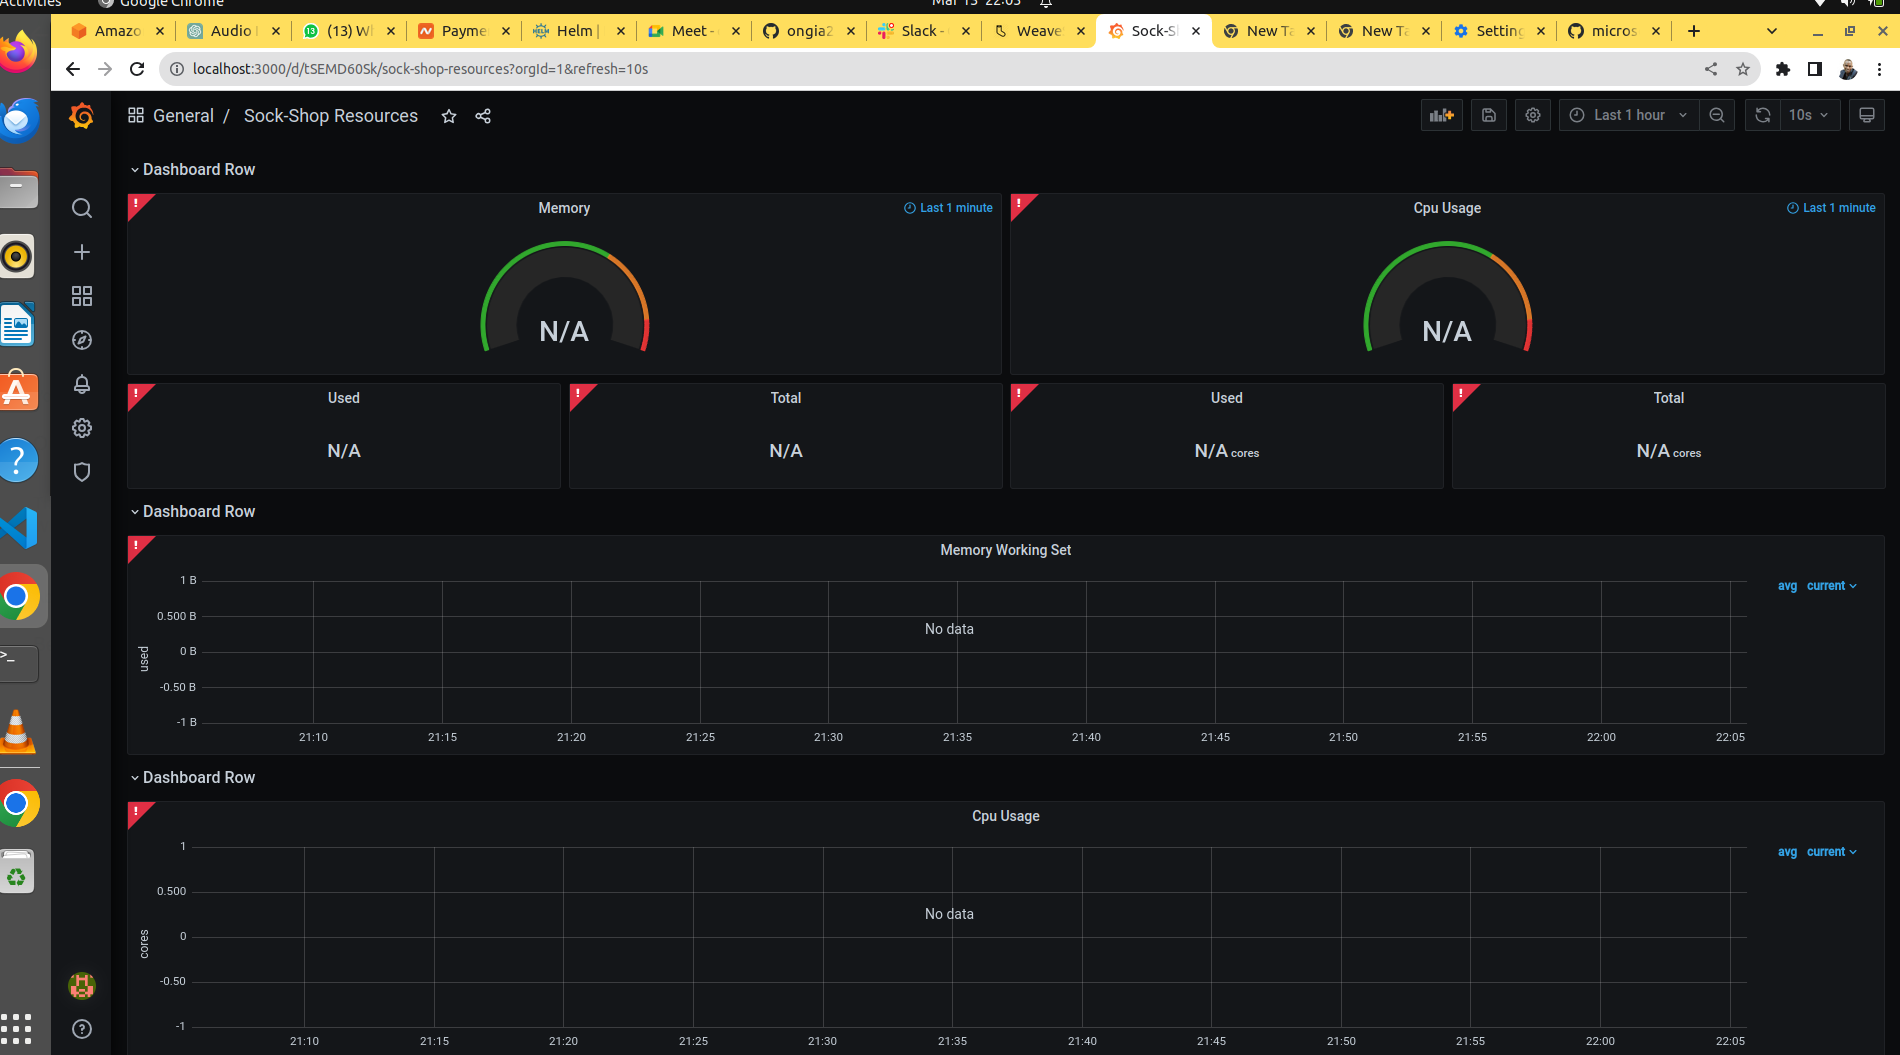 Activities Google Chrome Mar 13 22:05
Amazo Audio (13) W Payme Helm | Meet - ongia2 Slack - Weave Sock-S New Ta New Ta Setting micros
localhost:3000/d/tSEMD60Sk/sock-shop-resources?orgId=1&refresh=10s
General / Sock-Shop Resources Last 1 hour 10s
Dashboard Row
Memory Last 1 minute Cpu Usage Last 1 minute
N/A N/A
Used Total Used Total
N/A N/A N/A cores N/A cores
Dashboard Row
Memory Working Set
avg current
used
1 B
0.500 B
0 B
-0.50 B
-1 B
No data
21:10 21:15 21:20 21:25 21:30 21:35 21:40 21:45 21:50 21:55 22:00 22:05
Dashboard Row
Cpu Usage
avg current
cores
1
0.500
0
-0.50
-1
No data
21:10 21:15 21:20 21:25 21:30 21:35 21:40 21:45 21:50 21:55 22:00 22:05